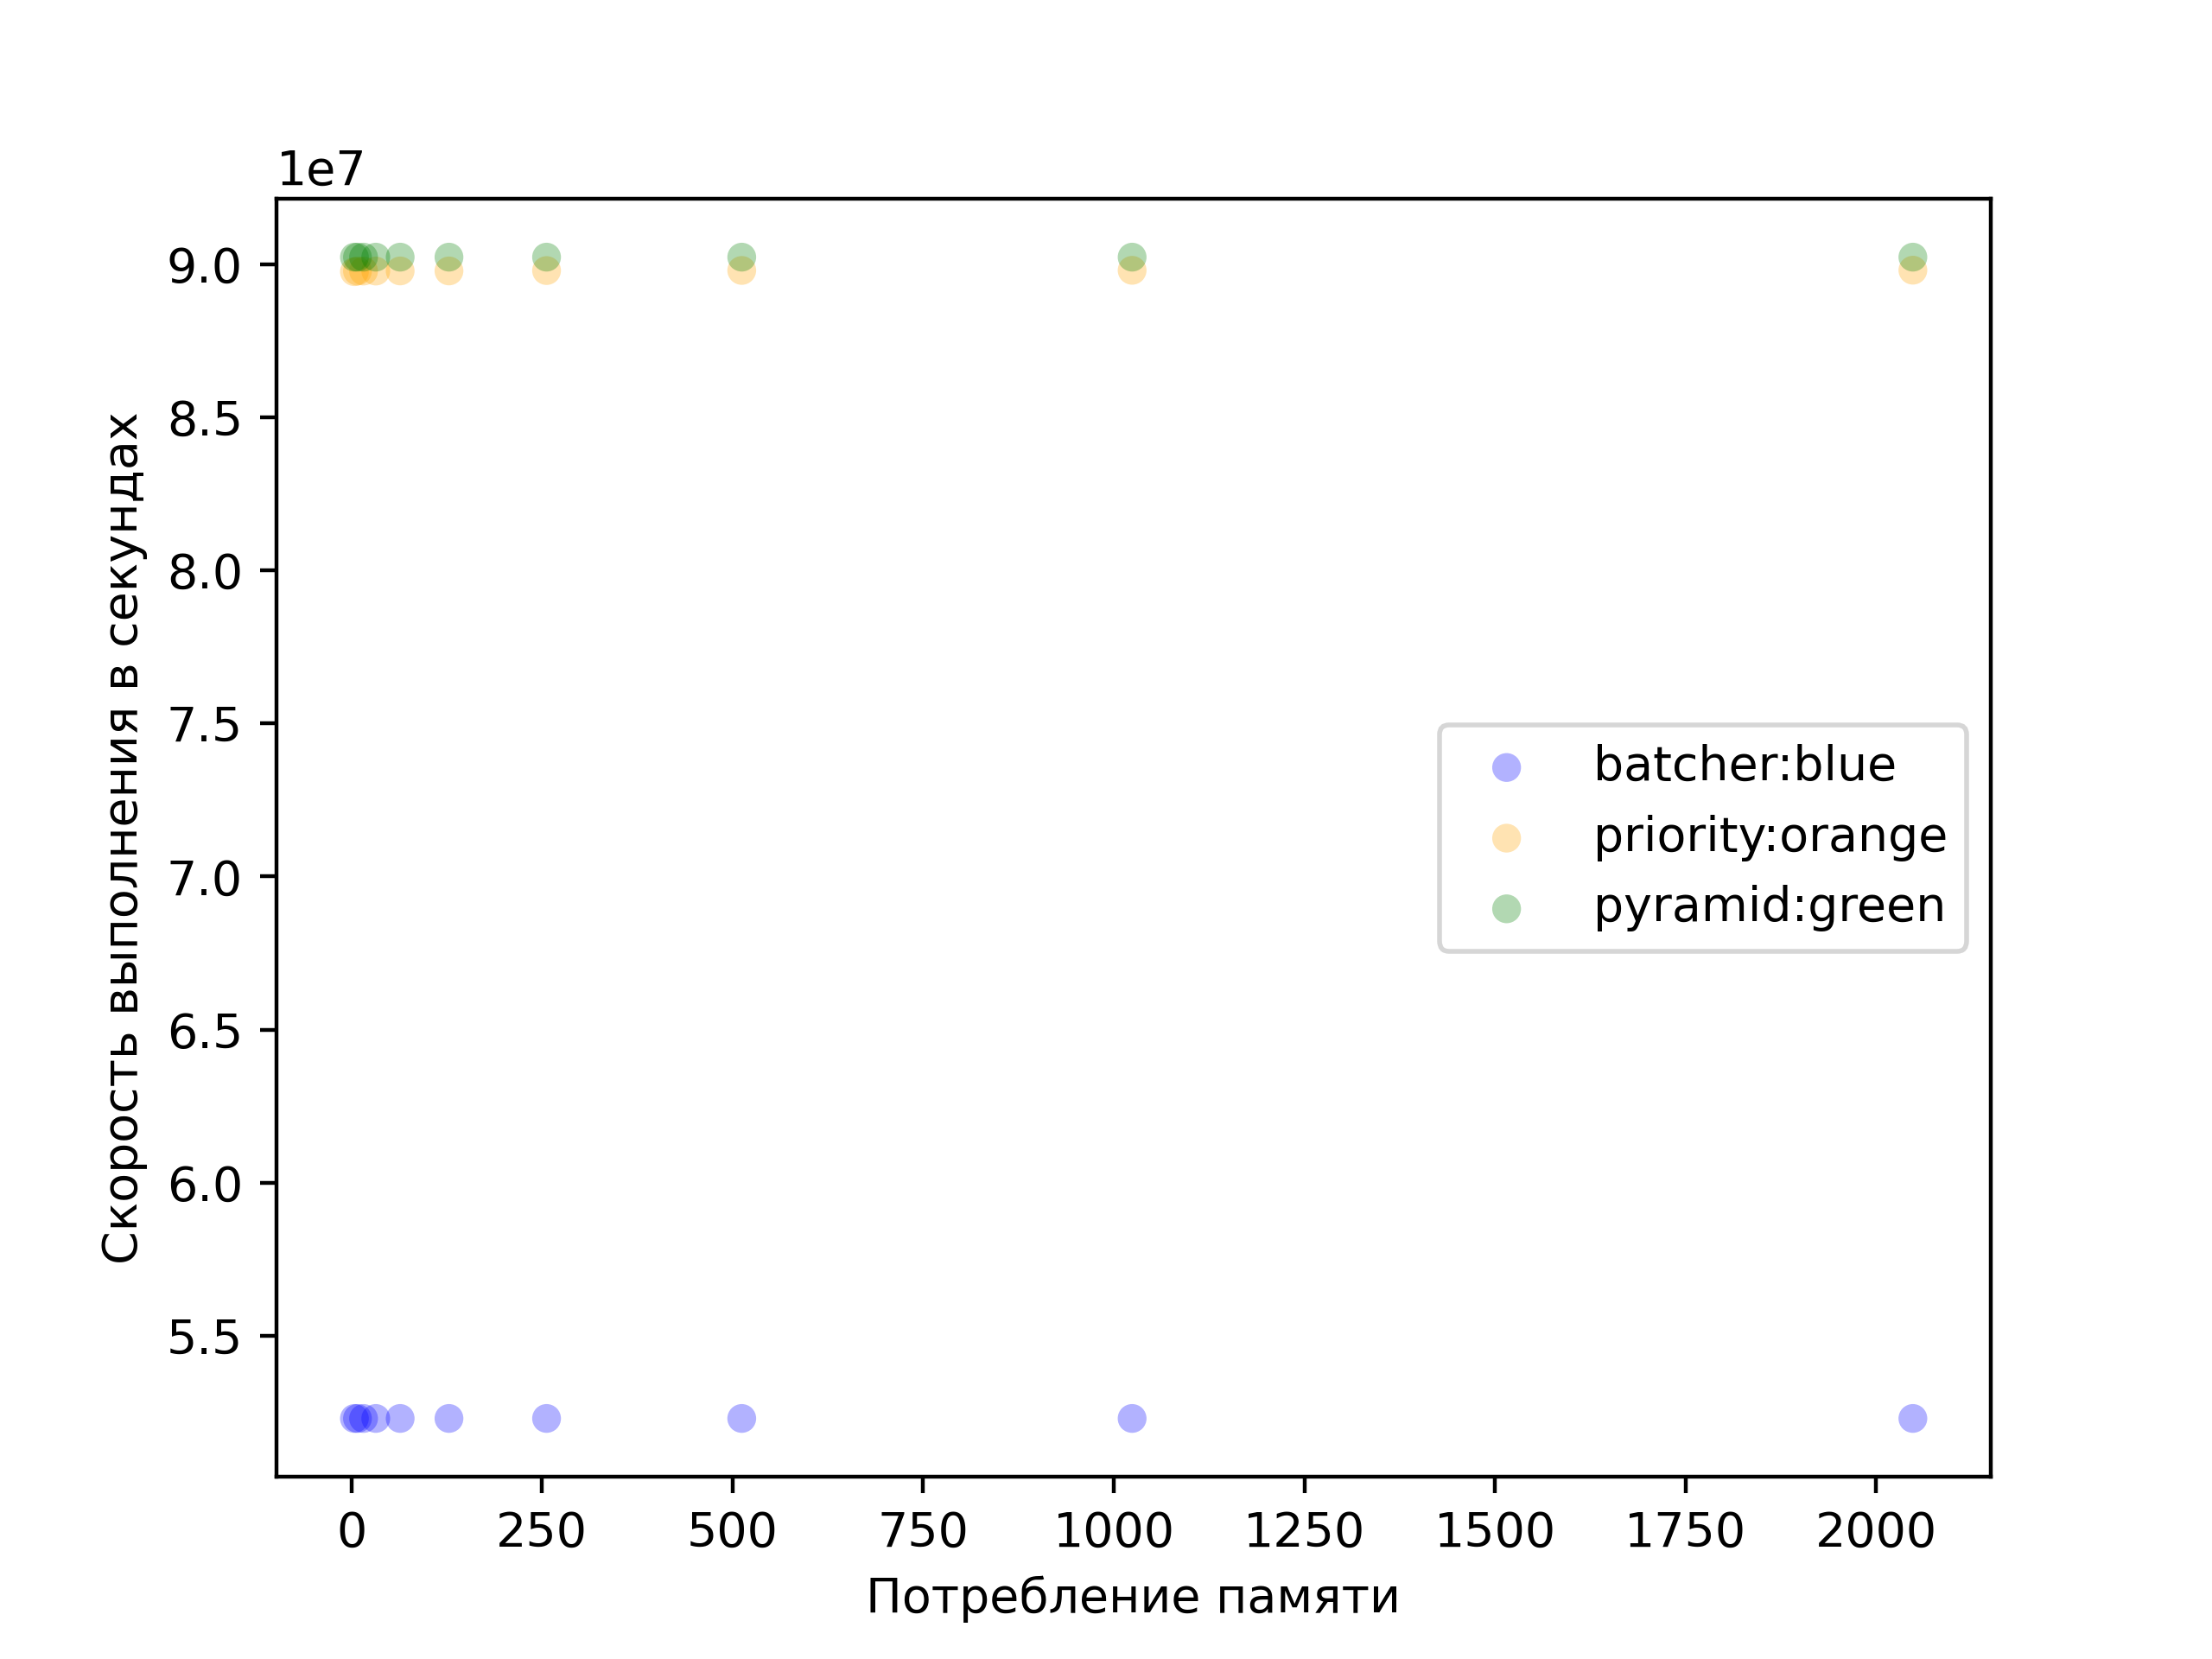 1e7
9.0
8.5
8.0
7.5
7.0
6.5
6.0
5.5
Скорость выполнения в секундах
batcher:blue
priority:orange
pyramid:green
0 250 500 750 1000 1250 1500 1750 2000
Потребление памяти